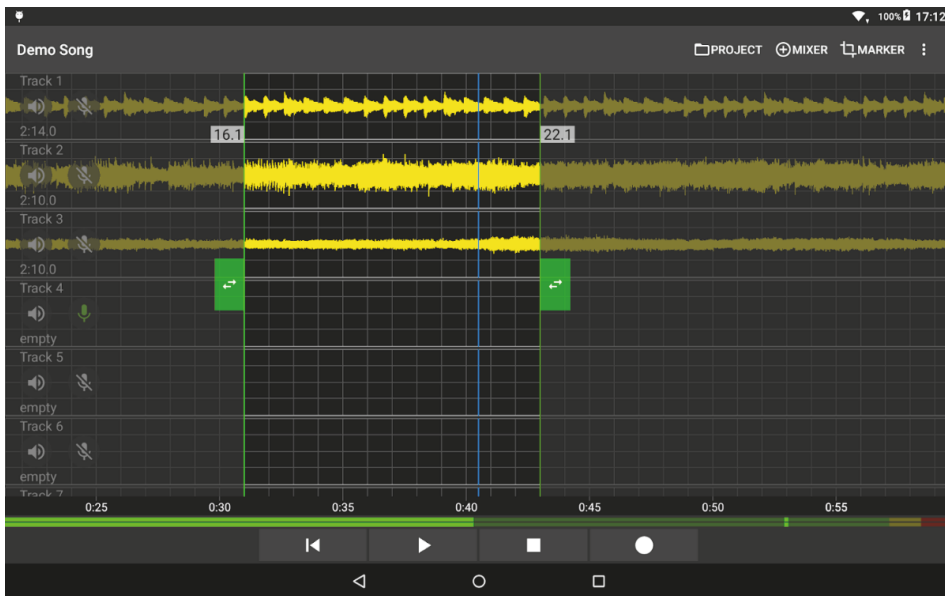 100% 17:12
Demo Song
PROJECT MIXER MARKER
Track 1
2:14.0
16.1
22.1
Track 2
2:10.0
Track 3
2:10.0
Track 4
empty
Track 5
empty
Track 6
empty
Track 7
0:25 0:30 0:35 0:40 0:45 0:50 0:55